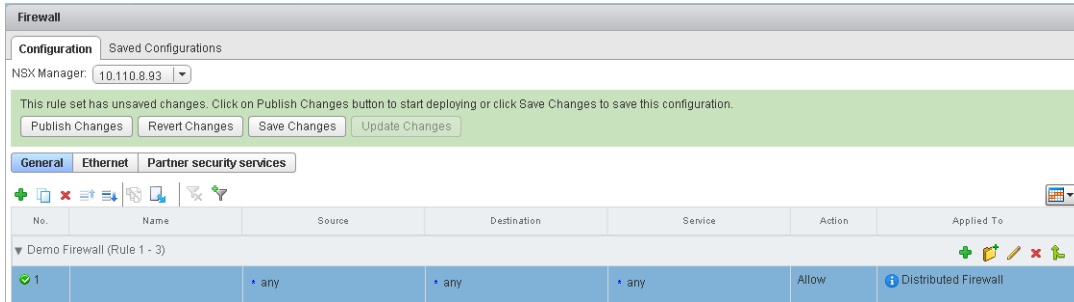 Firewall
Configuration Saved Configurations
NSX Manager: 10.110.8.93
This rule set has unsaved changes. Click on Publish Changes button to start deploying or click Save Changes to save this configuration.
Publish Changes Revert Changes Save Changes Update Changes
General Ethernet Partner security services
No. Name Source Destination Service Action Applied To
Demo Firewall (Rule 1 - 3)
1 * any * any * any Allow Distributed Firewall